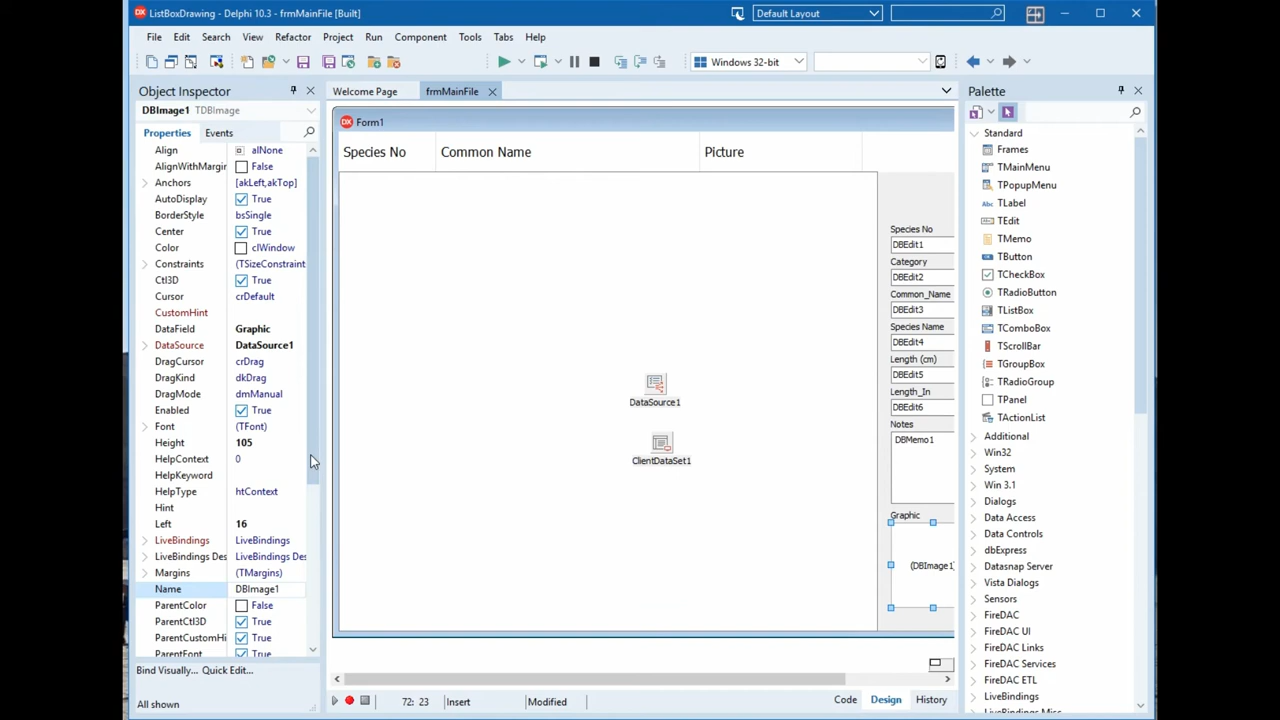 ListBoxDrawing - Delphi 10.3 - frmMainFile [Built]
Default Layout
File Edit Search View Refactor Project Run Component Tools Tabs Help
Windows 32-bit
Object Inspector
DBImage1 TDBImage
Properties Events
Align alNone
AlignWithMargin False
Anchors [akLeft,akTop]
AutoDisplay True
BorderStyle bsSingle
Center True
Color clWindow
Constraints (TSizeConstraint
Ctl3D True
Cursor crDefault
CustomHint
DataField Graphic
DataSource DataSource1
DragCursor crDrag
DragKind dkDrag
DragMode dmManual
Enabled True
Font (TFont)
Height 105
HelpContext 0
HelpKeyword
HelpType htContext
Hint
Left 16
LiveBindings LiveBindings
LiveBindings Des LiveBindings Des
Margins (TMargins)
Name DBImage1
ParentColor False
ParentCtl3D True
ParentCustomHi True
ParentFont True
Bind Visually... Quick Edit...
All shown
Welcome Page frmMainFile
Form1
Species No Common Name Picture
DataSource1
ClientDataSet1
Species No
DBEdit1
Category
DBEdit2
Common_Name
DBEdit3
Species Name
DBEdit4
Length (cm)
DBEdit5
Length_In
DBEdit6
Notes
DBMemo1
Graphic
(DBImage1)
72: 23 Insert Modified Code Design History
Palette
Standard
Frames
TMainMenu
TPopupMenu
TLabel
TEdit
TMemo
TButton
TCheckBox
TRadioButton
TListBox
TComboBox
TScrollBar
TGroupBox
TRadioGroup
TPanel
TActionList
Additional
Win32
System
Win 3.1
Dialogs
Data Access
Data Controls
dbExpress
Datasnap Server
Vista Dialogs
Sensors
FireDAC
FireDAC UI
FireDAC Links
FireDAC Services
FireDAC ETL
LiveBindings
LiveBindings Misc